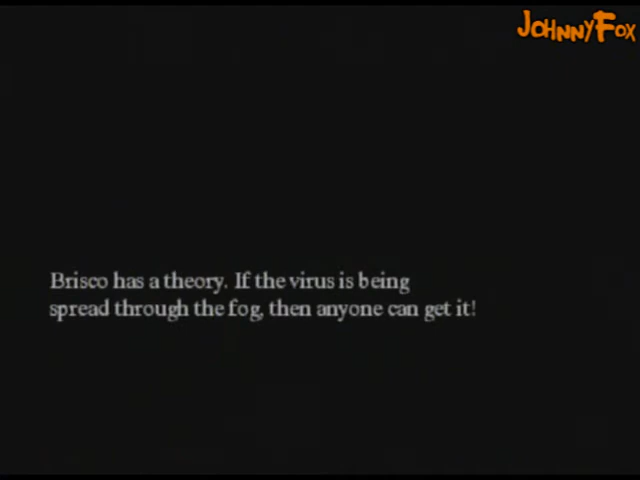 JohnnyFox
Brisco has a theory. If the virus is being
spread through the fog, then anyone can get it!